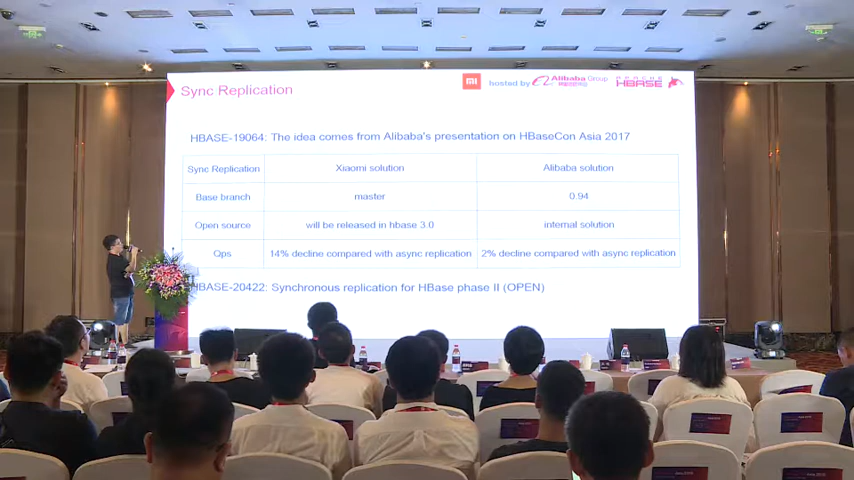 Sync Replication
mi
hosted by
Alibaba Group
APACHE
HBASE
HBASE-19064: The idea comes from Alibaba's presentation on HBaseCon Asia 2017
Sync Replication Xiaomi solution Alibaba solution
Base branch master 0.94
Open source will be released in hbase 3.0 internal solution
Qps 14% decline compared with async replication 2% decline compared with async replication
HBASE-20422: Synchronous replication for HBase phase II (OPEN)